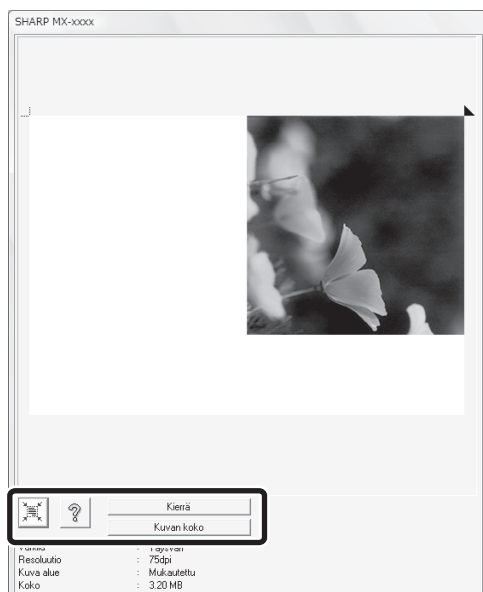 SHARP MX-xxxx
?
Kierrä
Kuvan koko
Resoluutio : 75dpi
Kuva alue : Mukautettu
Koko : 3.20 MB